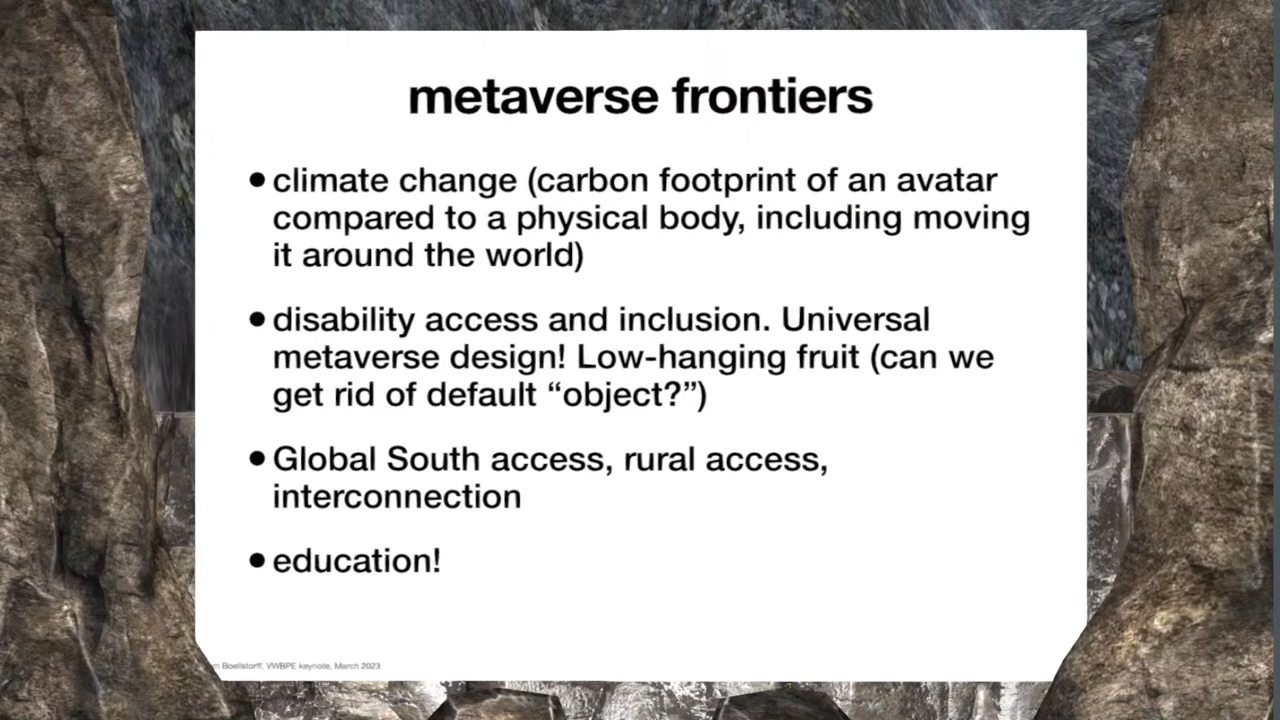 metaverse frontiers
• climate change (carbon footprint of an avatar
compared to a physical body, including moving
it around the world)
• disability access and inclusion. Universal
metaverse design! Low-hanging fruit (can we
get rid of default “object?”)
• Global South access, rural access,
interconnection
• education!
Boellstorff, VWBPE keynote, March 2023